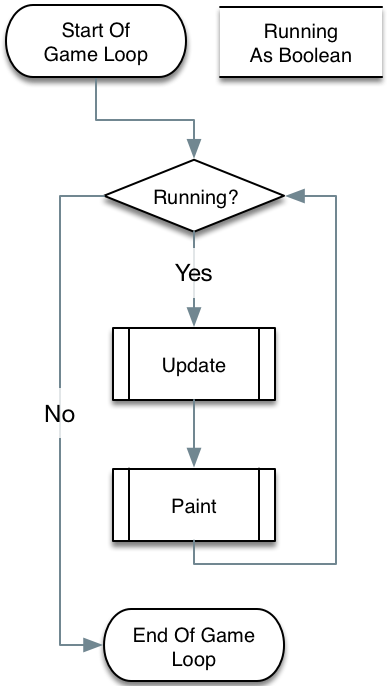 Start Of
Game Loop
Running
As Boolean
Running?
Yes
Update
No
Paint
End Of Game
Loop